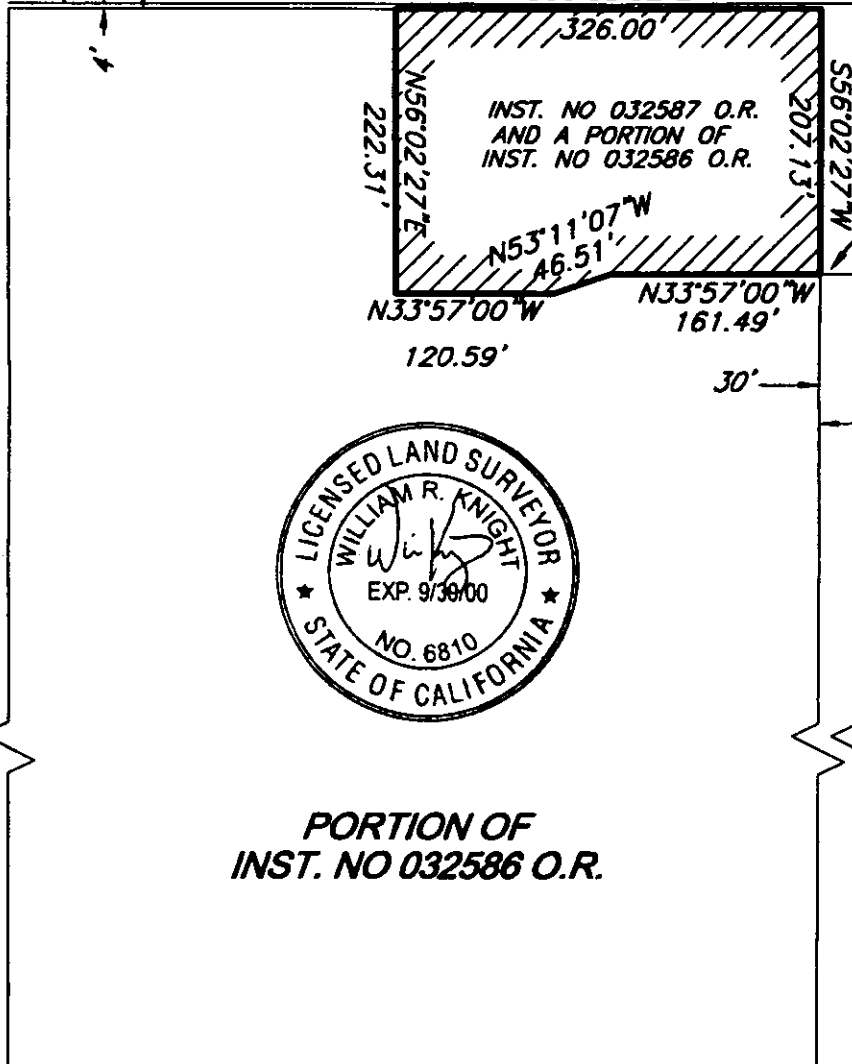 4'
326.00'
N56°02'27"E
222.31'
INST. NO 032587 O.R.
AND A PORTION OF
INST. NO 032586 O.R.
207.13'
S56°02'27"W
N53°11'07"W
46.51'
N33°57'00"W
120.59'
N33°57'00"W
161.49'
30'
LICENSED LAND SURVEYOR
WILLIAM R. KNIGHT
EXP. 9/30/00
NO. 6810
STATE OF CALIFORNIA
PORTION OF
INST. NO 032586 O.R.